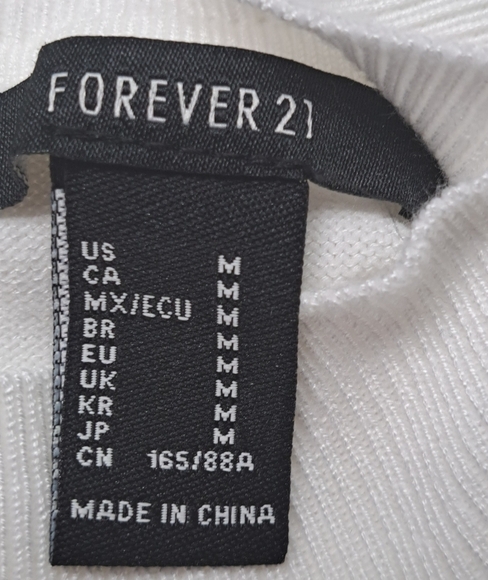 FOREVER 21
US M
CA M
MX/ECU M
BR M
EU M
UK M
KR M
JP M
CN 165/88A
MADE IN CHINA